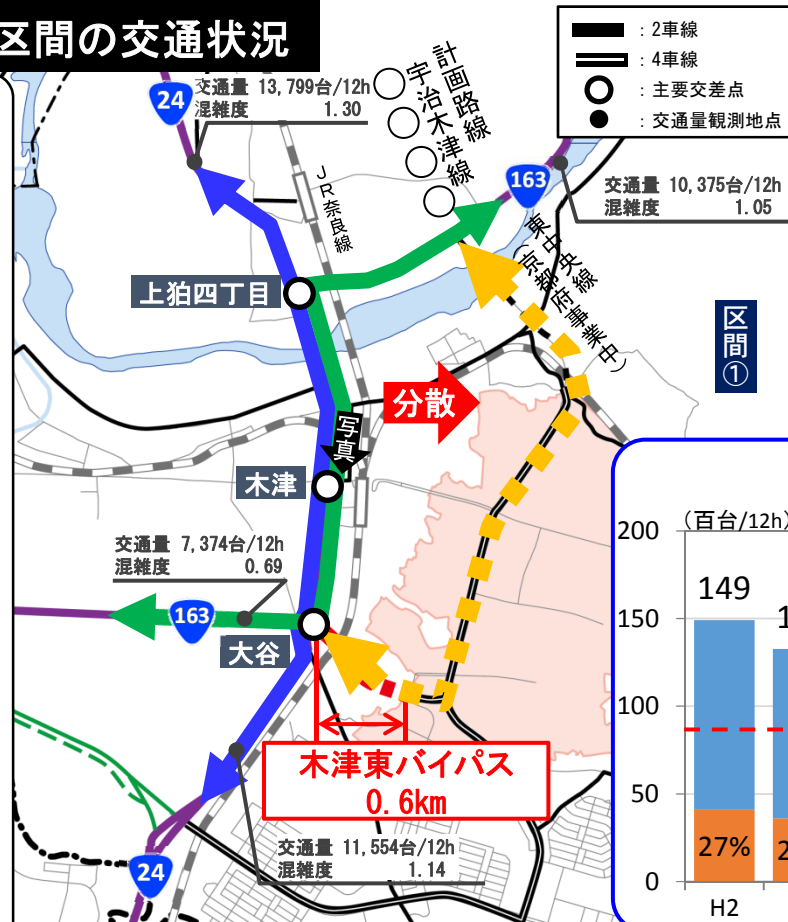 区間の交通状況
：2車線
：4車線
：主要交差点
：交通量観測地点
24
交通量 13,799台/12h
混雑度 1.30
計画路線
宇治木津線
JR奈良線
163
交通量 10,375台/12h
混雑度 1.05
東中央線
（京都府事業中）
上狛四丁目
区間①
分散
写真
木津
交通量 7,374台/12h
混雑度 0.69
163
大谷
木津東バイパス
0.6km
交通量 11,554台/12h
混雑度 1.14
24
（百台/12h）
200
150
100
50
0
149
1
27%
2
H2